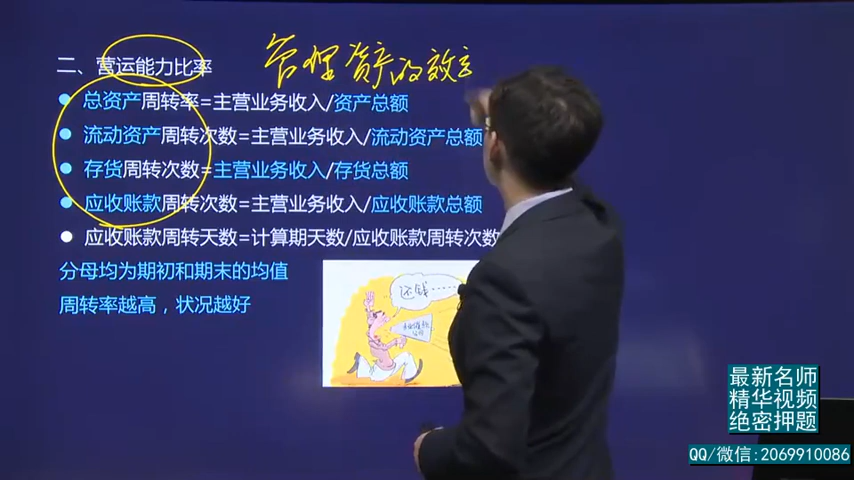 二、营运能力比率
管理资产的效率
总资产周转率=主营业务收入/资产总额
流动资产周转次数=主营业务收入/流动资产总额
存货周转次数=主营业务收入/存货总额
应收账款周转次数=主营业务收入/应收账款总额
应收账款周转天数=计算期天数/应收账款周转次数
分母均为期初和期末的均值
周转率越高，状况越好
还钱……
最新名师
精华视频
绝密押题
QQ/微信:2069910086